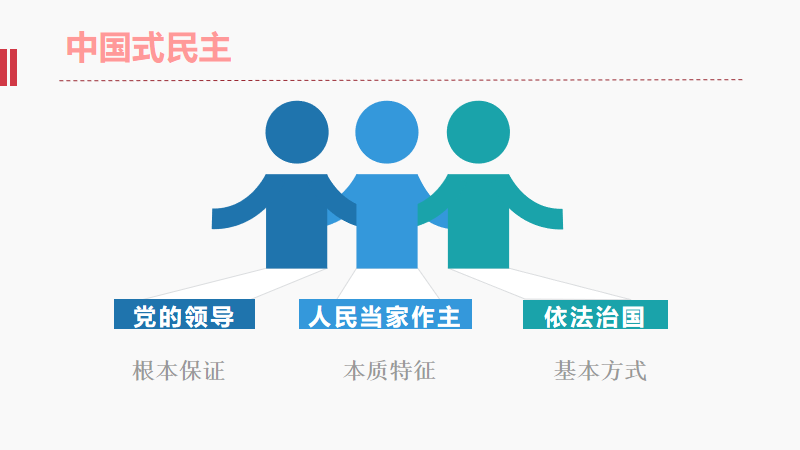 中国式民主
党的领导
人民当家作主
依法治国
根本保证
本质特征
基本方式